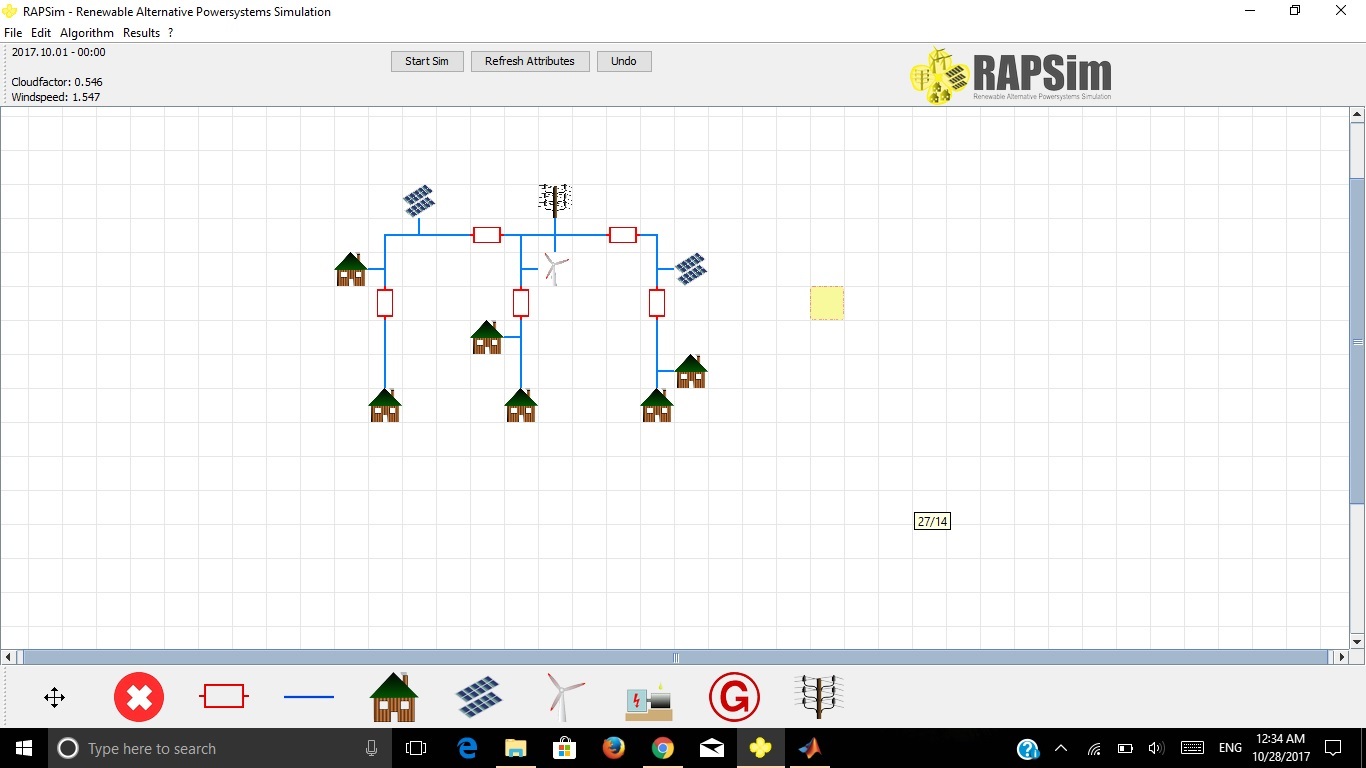 RAPSim - Renewable Alternative Powersystems Simulation
File Edit Algorithm Results ?
2017.10.01 - 00:00
Start Sim Refresh Attributes Undo
Cloudfactor: 0.546
Windspeed: 1.547
RAPSim
Renewable Alternative Powersystems Simulation
27/14
G
Type here to search
ENG
12:34 AM
10/28/2017